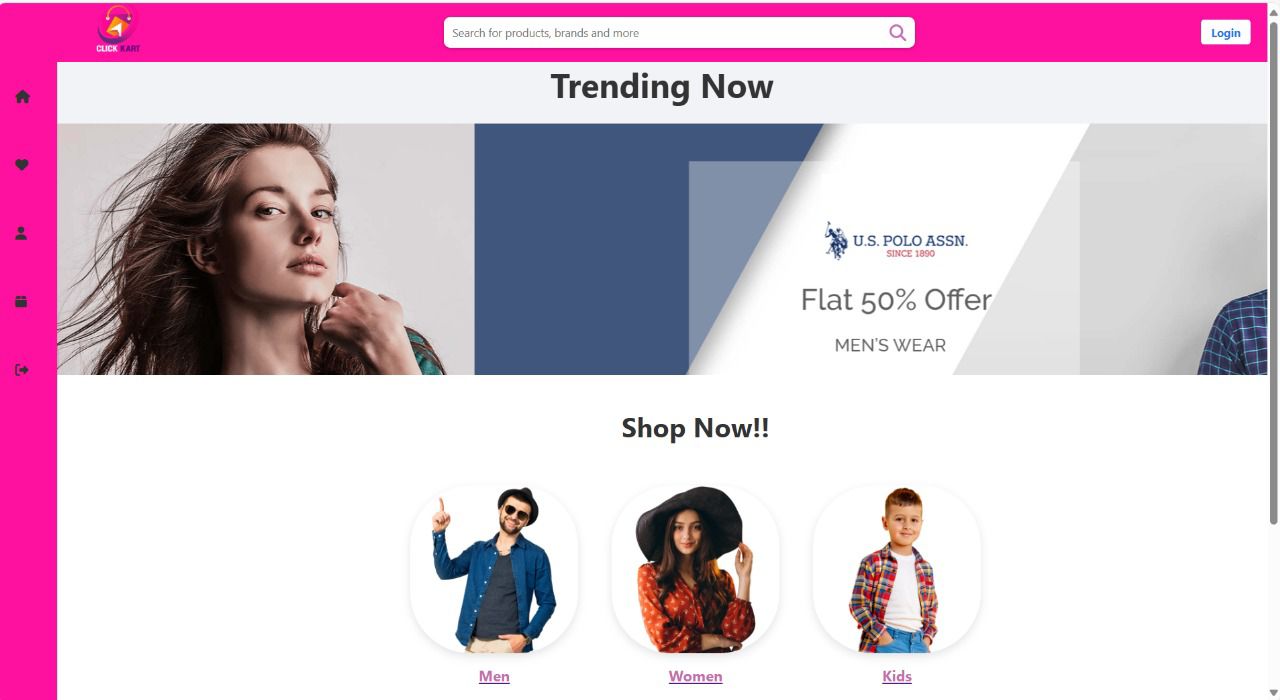 CLICK KART
Search for products, brands and more
Login
Trending Now
U.S. POLO ASSN.
SINCE 1890
Flat 50% Offer
MEN'S WEAR
Shop Now!!
Men
Women
Kids